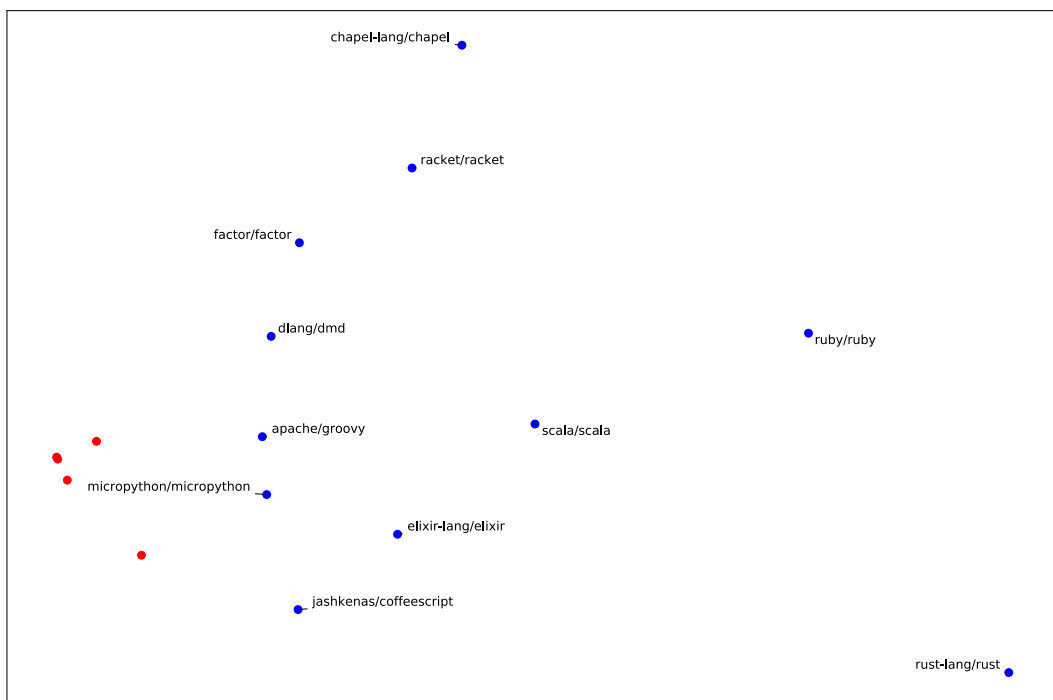 chapel-lang/chapel
racket/racket
factor/factor
dlang/dmd
ruby/ruby
apache/groovy
scala/scala
micropython/micropython
elixir-lang/elixir
jashkenas/coffeescript
rust-lang/rust